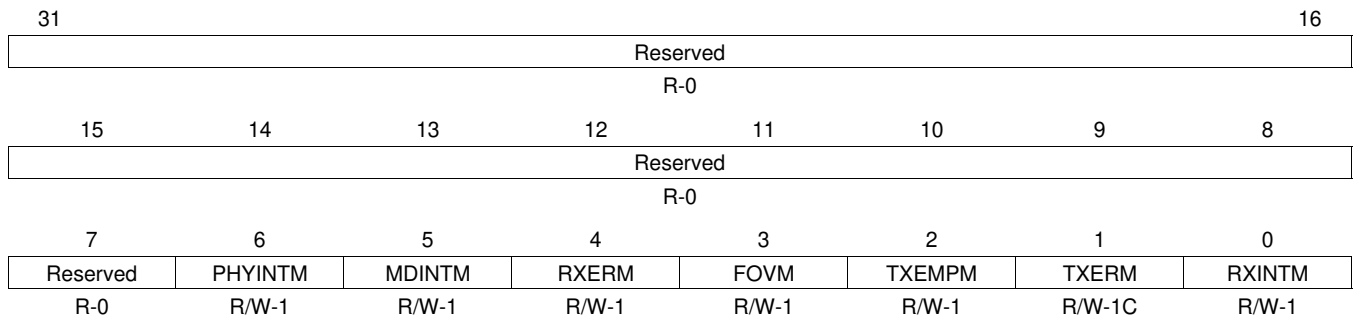 31 16
Reserved
R-0
15 14 13 12 11 10 9 8
Reserved
R-0
7 6 5 4 3 2 1 0
Reserved PHYINTM MDINTM RXERM FOVM TXEMPM TXERM RXINTM
R-0 R/W-1 R/W-1 R/W-1 R/W-1 R/W-1 R/W-1C R/W-1